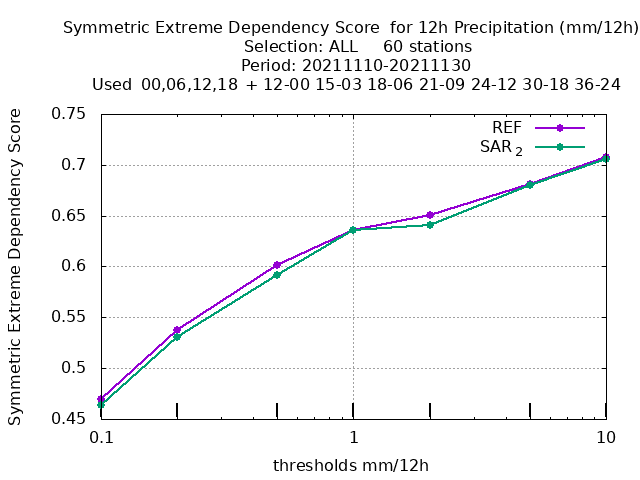 Symmetric Extreme Dependency Score for 12h Precipitation (mm/12h)
Selection: ALL 60 stations
Period: 20211110-20211130
Used 00,06,12,18 + 12-00 15-03 18-06 21-09 24-12 30-18 36-24
0.75
0.7
0.65
0.6
0.55
0.5
0.45
Symmetric Extreme Dependency Score
REF
SAR 2
0.1
1
10
thresholds mm/12h